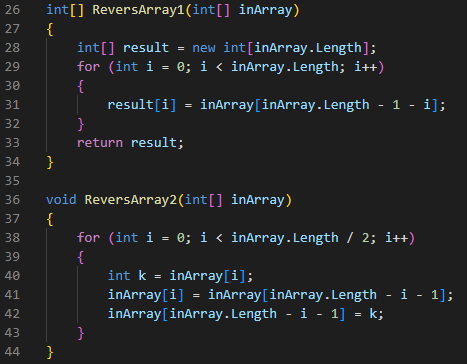 26 int[] ReversArray1(int[] inArray)
27 {
28     int[] result = new int[inArray.Length];
29     for (int i = 0; i < inArray.Length; i++)
30     {
31         result[i] = inArray[inArray.Length - 1 - i];
32     }
33     return result;
34 }
35
36 void ReversArray2(int[] inArray)
37 {
38     for (int i = 0; i < inArray.Length / 2; i++)
39     {
40         int k = inArray[i];
41         inArray[i] = inArray[inArray.Length - i - 1];
42         inArray[inArray.Length - i - 1] = k;
43     }
44 }